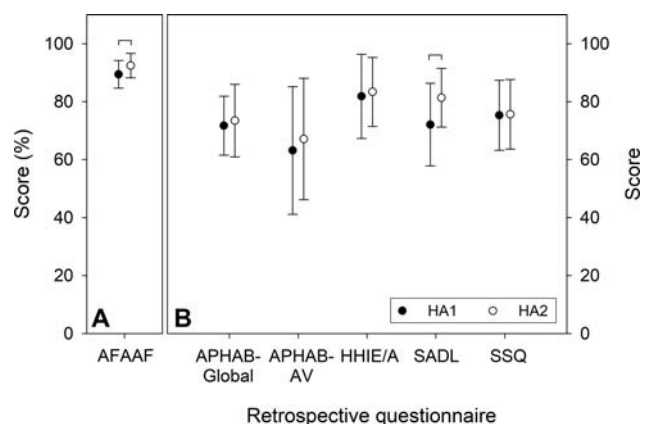 100
80
60
40
20
0
Score (%)
A
B
HA1 HA2
100
80
60
40
20
0
Score
AFAAF
APHAB-
Global
APHAB-
AV
HHIE/A
SADL
SSQ
Retrospective questionnaire